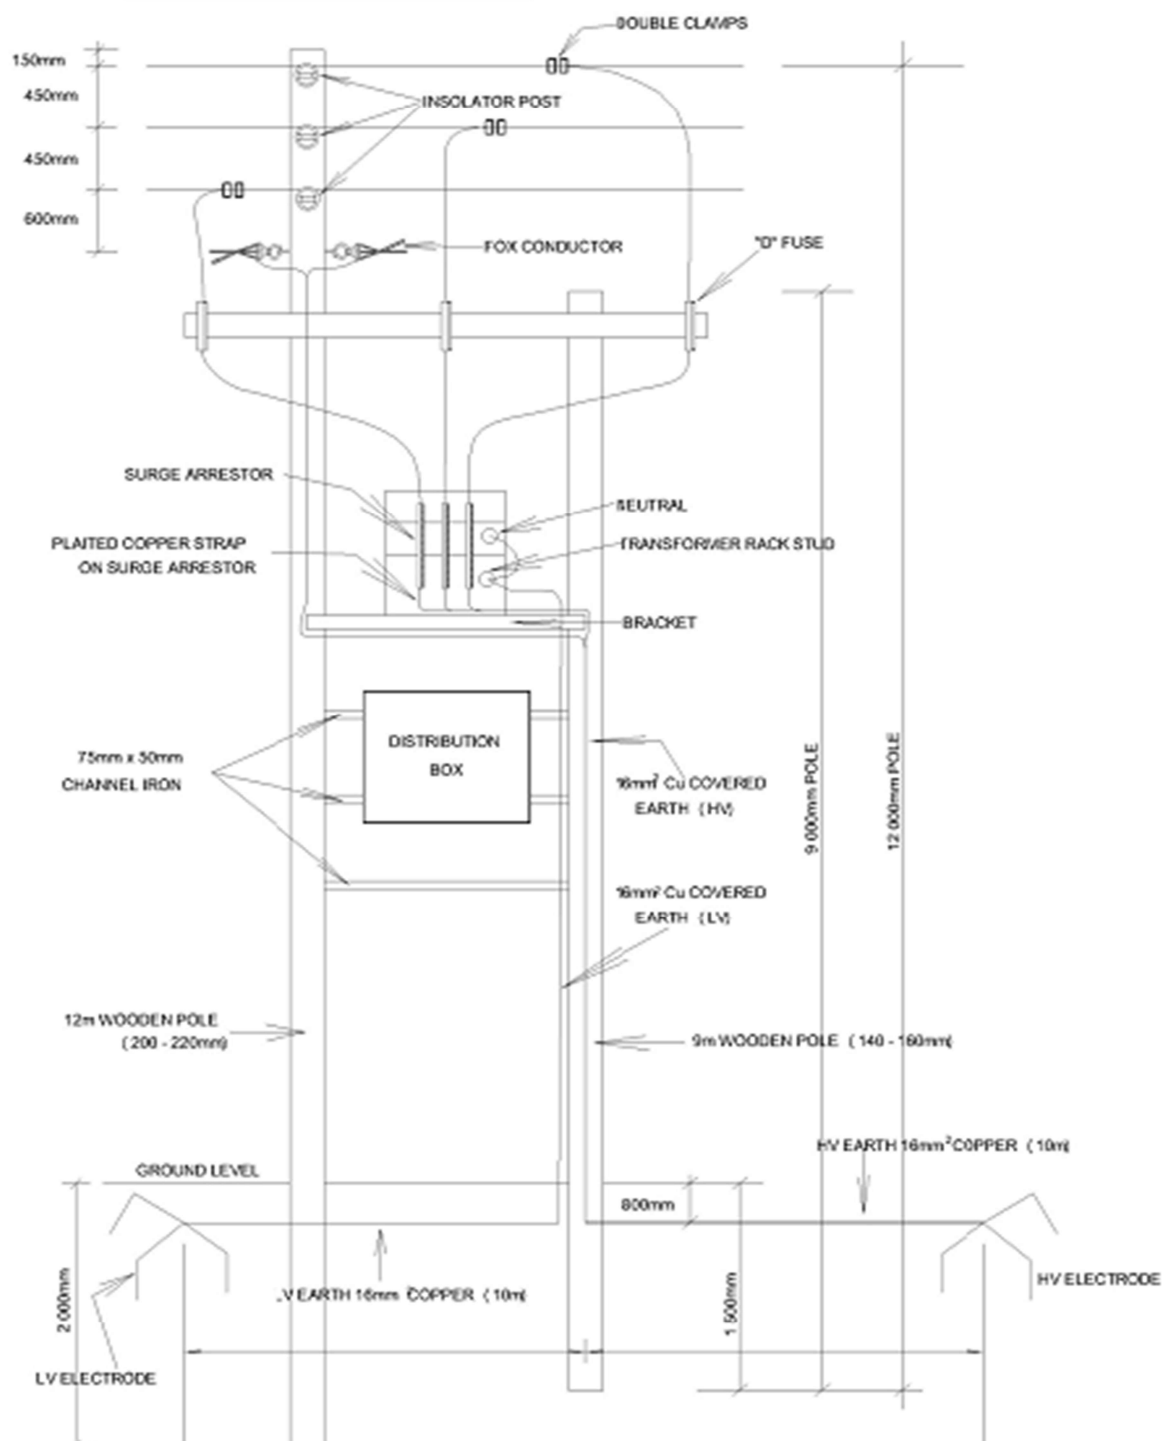 DOUBLE CLAMPS
150mm
450mm
INSOLATOR POST
450mm
600mm
FOX CONDUCTOR
"D" FUSE
SURGE ARRESTOR
NEUTRAL
PLAITED COPPER STRAP
ON SURGE ARRESTOR
TRANSFORMER RACK STUD
BRACKET
DISTRIBUTION
BOX
75mm x 50mm
CHANNEL IRON
16mm² Cu COVERED
EARTH (HV)
9 000mm POLE
12 000mm POLE
16mm² Cu COVERED
EARTH (LV)
12m WOODEN POLE
(200 - 220mm)
9m WOODEN POLE (140 - 160mm)
HV EARTH 16mm² COPPER (10m)
GROUND LEVEL
800mm
2 000mm
LV EARTH 16mm² COPPER (10m)
1 500mm
HV ELECTRODE
LV ELECTRODE